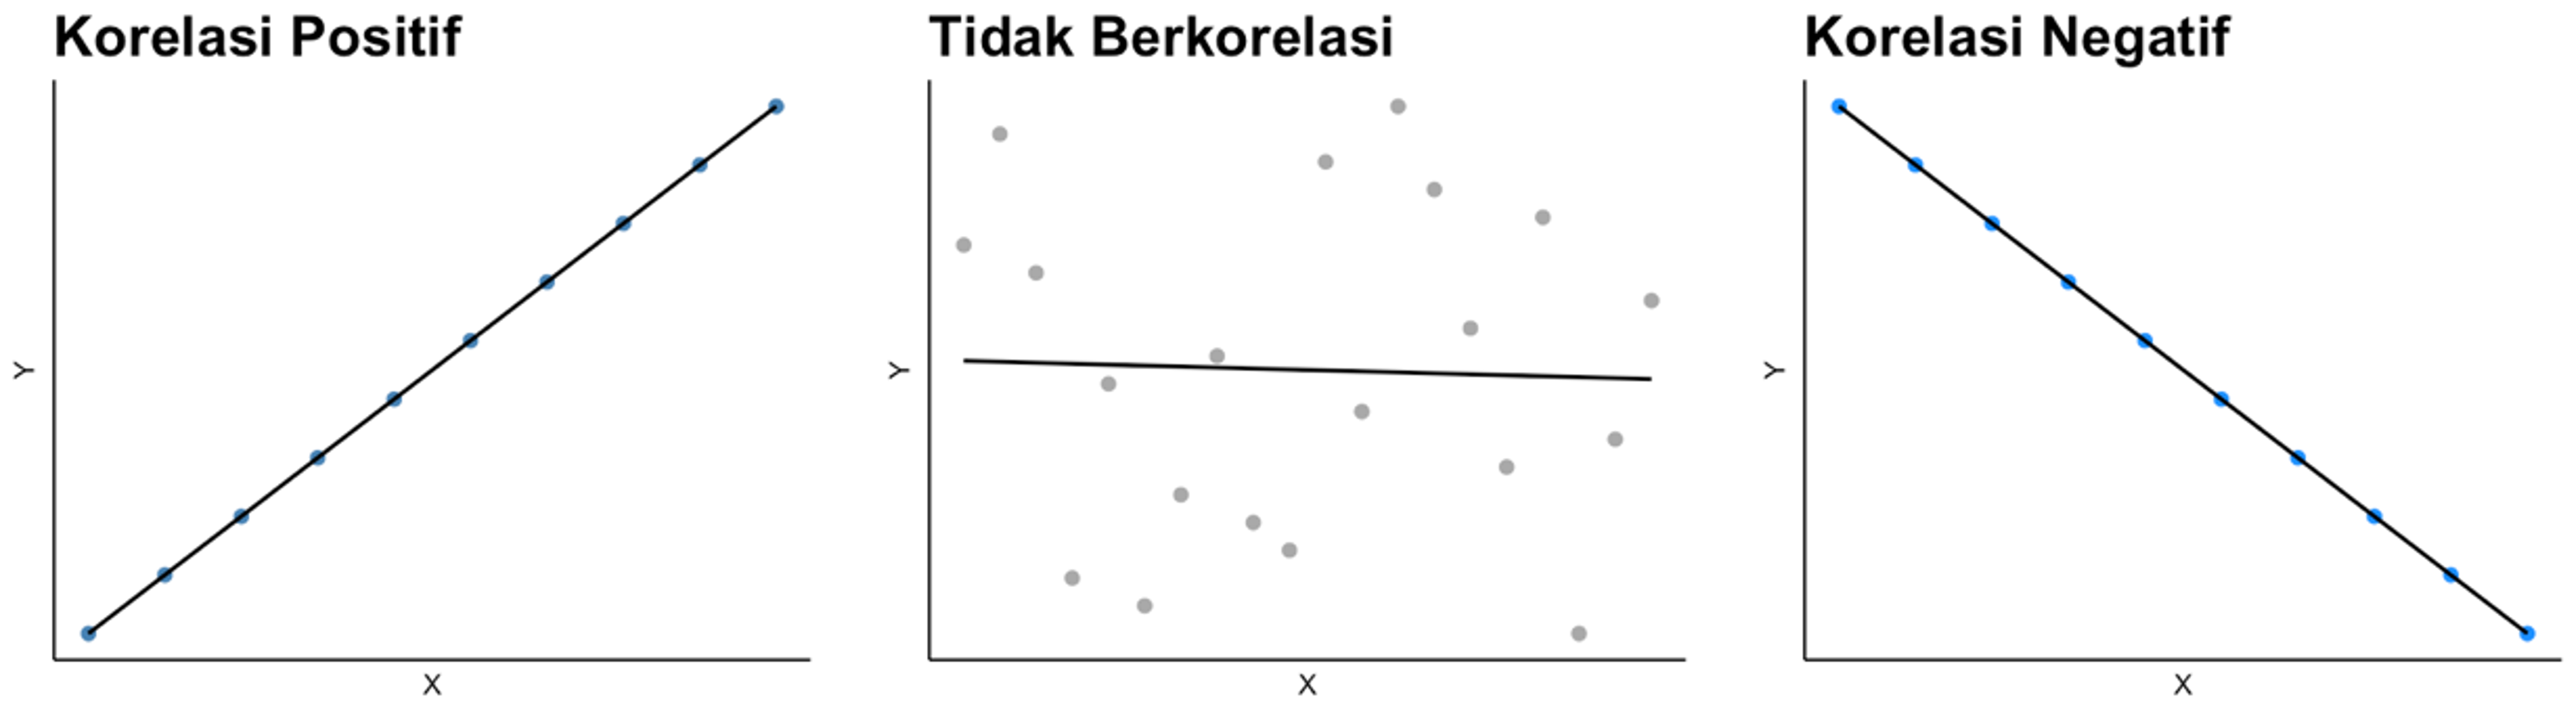 Korelasi Positif
Y
X
Tidak Berkorelasi
Y
X
Korelasi Negatif
Y
X